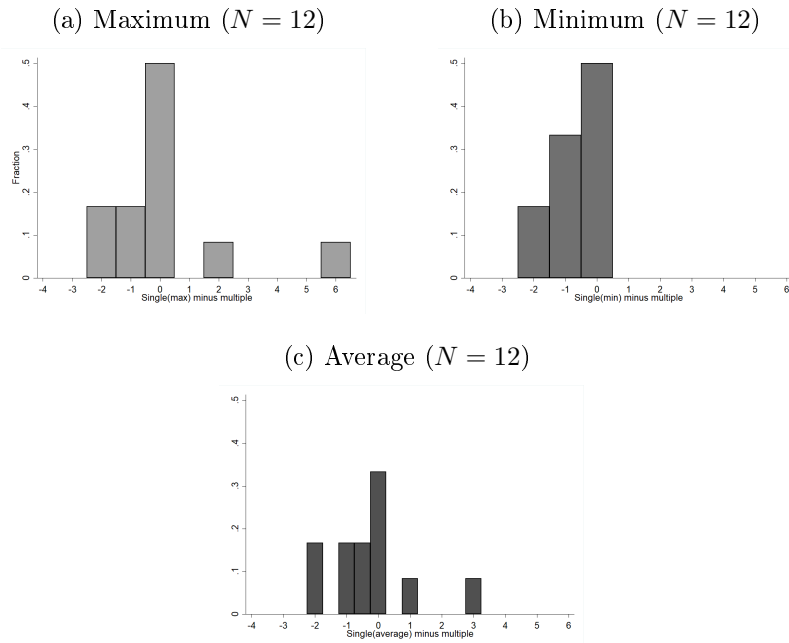 (a) Maximum (N = 12)
.5
.4
.3
.2
.1
0
Fraction
-4 -3 -2 -1 0 1 2 3 4 5 6
Single(max) minus multiple
(b) Minimum (N = 12)
.5
.4
.3
.2
.1
0
-4 -3 -2 -1 0 1 2 3 4 5 6
Single(min) minus multiple
(c) Average (N = 12)
.5
.4
.3
.2
.1
0
-4 -3 -2 -1 0 1 2 3 4 5 6
Single(average) minus multiple